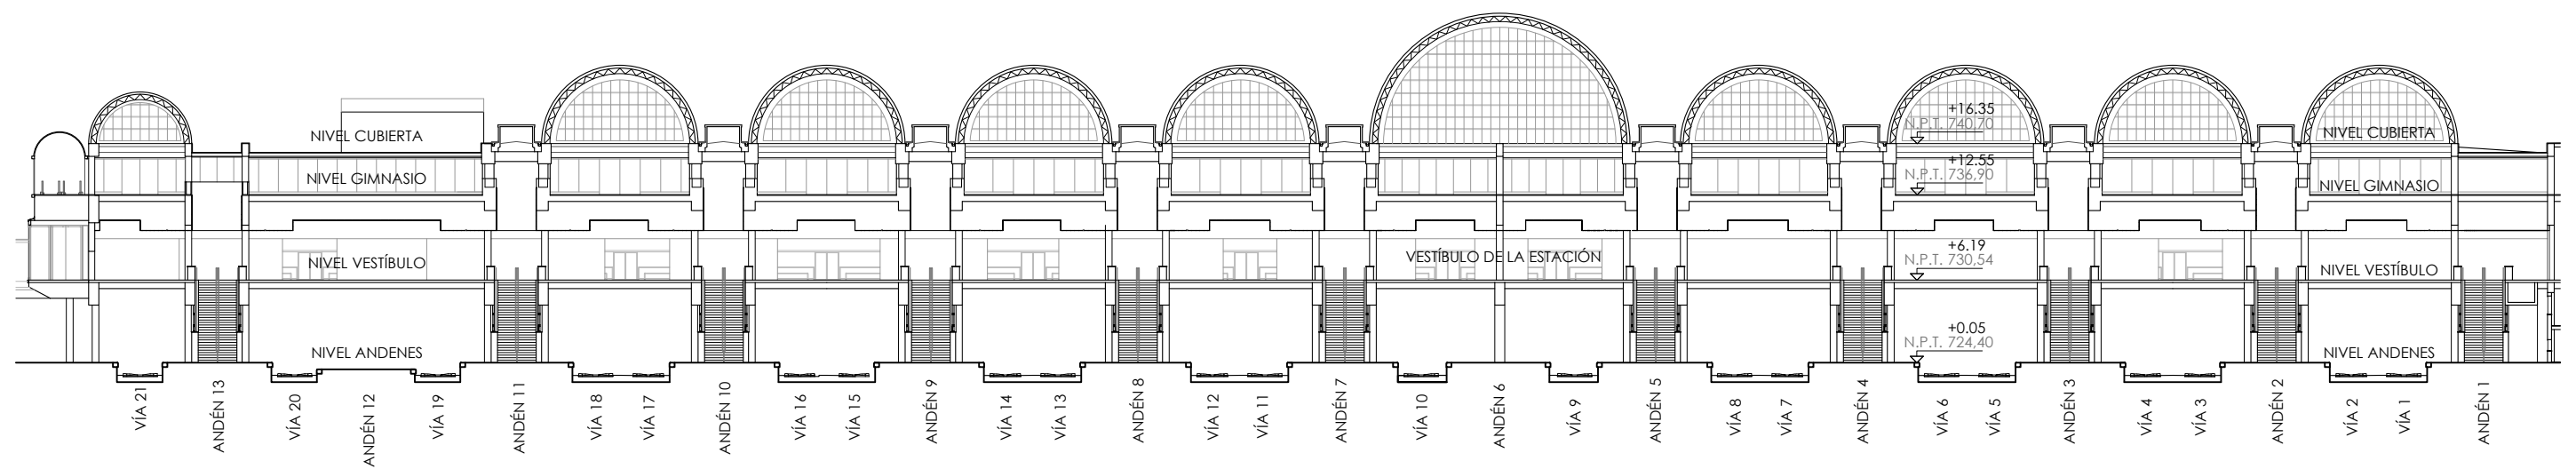 +16.35
N.P.T. 740,70
NIVEL CUBIERTA
NIVEL CUBIERTA
+12.55
N.P.T. 736,90
NIVEL GIMNASIO
NIVEL GIMNASIO
+6.19
N.P.T. 730,54
NIVEL VESTÍBULO
VESTÍBULO DE LA ESTACIÓN
NIVEL VESTÍBULO
+0.05
N.P.T. 724,40
NIVEL ANDENES
NIVEL ANDENES
VÍA 21
ANDÉN 13
VÍA 20
ANDÉN 12
VÍA 19
ANDÉN 11
VÍA 18
VÍA 17
ANDÉN 10
VÍA 16
VÍA 15
ANDÉN 9
VÍA 14
VÍA 13
ANDÉN 8
VÍA 12
VÍA 11
ANDÉN 7
VÍA 10
ANDÉN 6
VÍA 9
ANDÉN 5
VÍA 8
VÍA 7
ANDÉN 4
VÍA 6
VÍA 5
ANDÉN 3
VÍA 4
VÍA 3
ANDÉN 2
VÍA 2
VÍA 1
ANDÉN 1